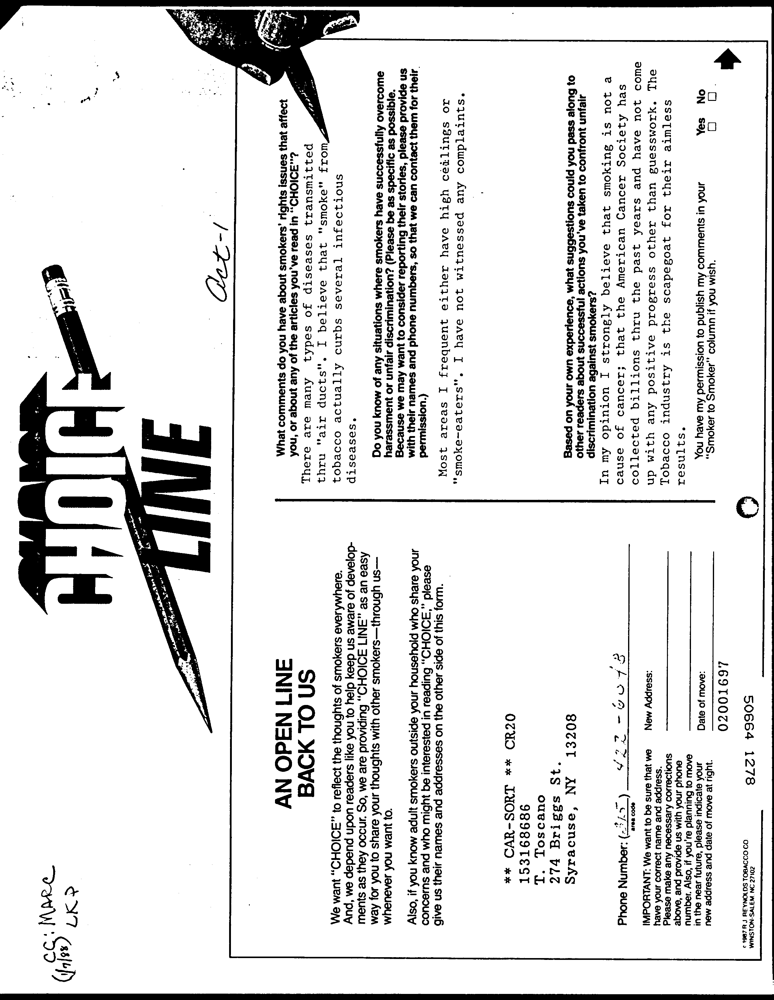 CC: MARC
(1/7/88) LK?
CHOICE
LINE
Art-1
AN OPEN LINE
BACK TO US
We want "CHOICE" to reflect the thoughts of smokers everywhere.
And, we depend upon readers like you to help keep us aware of develop-
ments as they occur. So, we are providing "CHOICE LINE" as an easy
way for you to share your thoughts with other smokers—through us—
whenever you want to.
Also, if you know adult smokers outside your household who share your
concerns and who might be interested in reading "CHOICE," please
give us their names and addresses on the other side of this form.
** CAR-SORT ** CR20
153168686
T. Toscano
274 Briggs St.
Syracuse, NY 13208
Phone Number: (315) 422-6048
area code
IMPORTANT: We want to be sure that we
have your correct name and address.
Please make any necessary corrections
above, and provide us with your phone
number. Also, if you're planning to move
in the near future, please indicate your
new address and date of move at right.
New Address:
Date of move:
02001697
© 1987 R.J. REYNOLDS TOBACCO CO
WINSTON-SALEM NC 27102
What comments do you have about smokers' rights issues that affect
you, or about any of the articles you've read in "CHOICE"?
There are many types of diseases transmitted
thru "air ducts". I believe that "smoke" from
tobacco actually curbs several infectious
diseases.
Do you know of any situations where smokers have successfully overcome
harassment or unfair discrimination? (Please be as specific as possible.
Because we may want to consider reporting their stories, please provide us
with their names and phone numbers, so that we can contact them for their
permission.)
Most areas I frequent either have high ceilings or
"smoke-eaters". I have not witnessed any complaints.
Based on your own experience, what suggestions could you pass along to
other readers about successful actions you've taken to confront unfair
discrimination against smokers?
In my opinion I strongly believe that smoking is not a
cause of cancer; that the American Cancer Society has
collected billions thru the past years and have not come
up with any positive progress other than guesswork. The
Tobacco industry is the scapegoat for their aimless
results.
You have my permission to publish my comments in your
"Smoker to Smoker" column if you wish.
Yes No
50664 1278